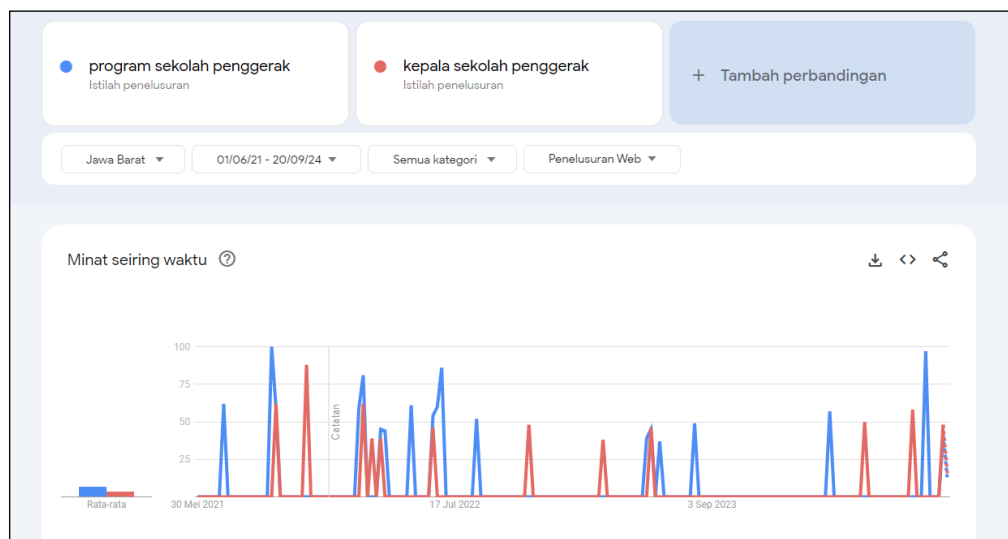 program sekolah penggerak
Istilah penelusuran
kepala sekolah penggerak
Istilah penelusuran
+ Tambah perbandingan
Jawa Barat
01/06/21 - 20/09/24
Semua kategori
Penelusuran Web
Minat seiring waktu
100
75
50
25
Catatan
Rata-rata
30 Mei 2021
17 Jul 2022
3 Sep 2023